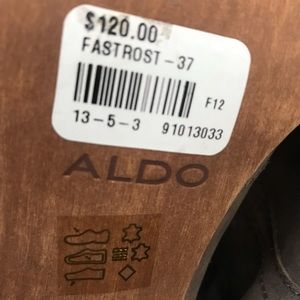 $120.00
FASTROST-37
F12
13-5-3 91013033
ALDO